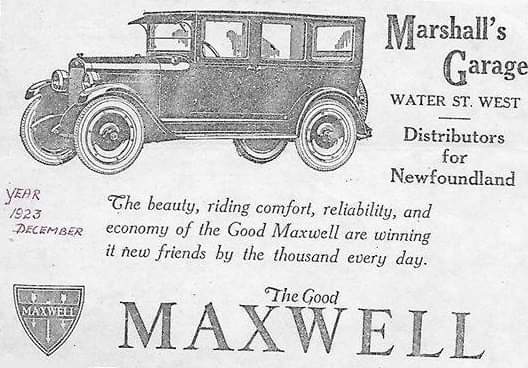 Marshall's
Garage
WATER ST. WEST
Distributors
for
Newfoundland
YEAR
1923
DECEMBER
The beauty, riding comfort, reliability, and
economy of the Good Maxwell are winning
it new friends by the thousand every day.
MAXWELL
The Good
MAXWELL